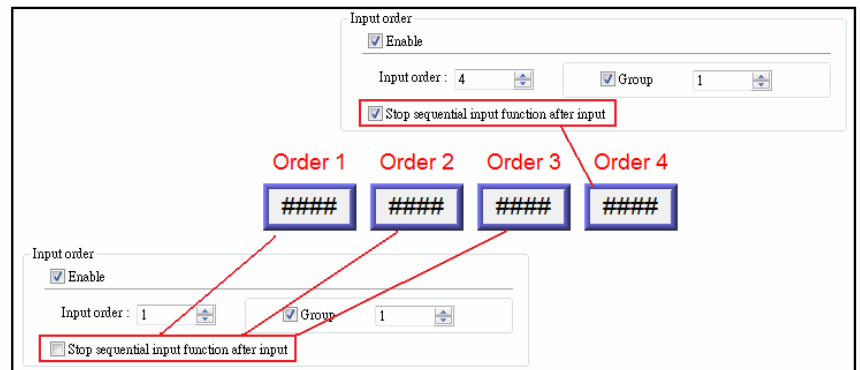 Input order
Enable
Input order : 4 Group 1
Stop sequential input function after input
Order 1 Order 2 Order 3 Order 4
#### #### #### ####
Input order
Enable
Input order : 1 Group 1
Stop sequential input function after input